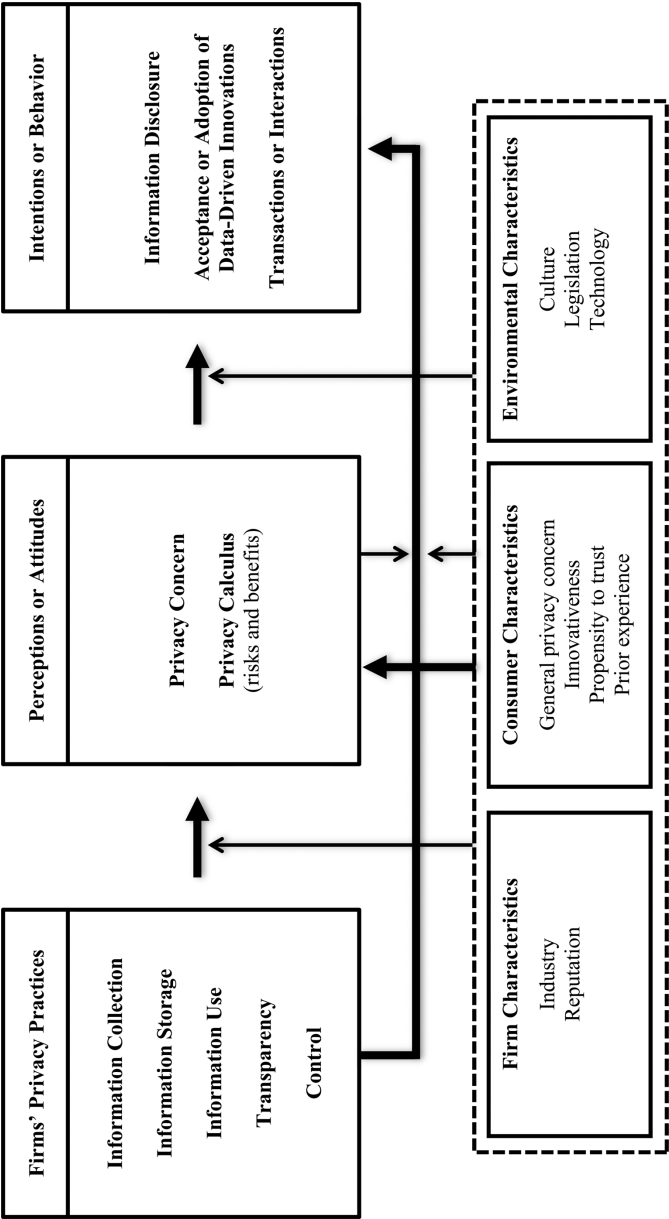 Firms’ Privacy Practices
Information Collection
Information Storage
Information Use
Transparency
Control
Perceptions or Attitudes
Privacy Concern
Privacy Calculus
(risks and benefits)
Intentions or Behavior
Information Disclosure
Acceptance or Adoption of
Data-Driven Innovations
Transactions or Interactions
Firm Characteristics
Industry
Reputation
Consumer Characteristics
General privacy concern
Innovativeness
Propensity to trust
Prior experience
Environmental Characteristics
Culture
Legislation
Technology